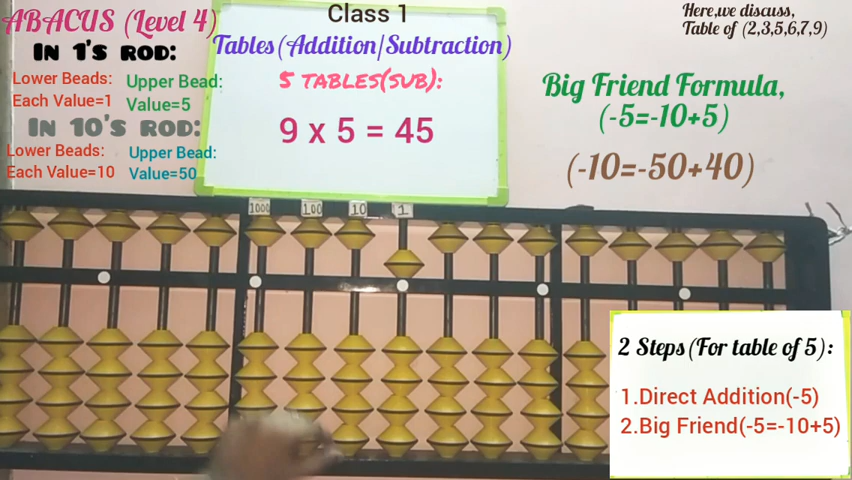 ABACUS (Level 4)
IN 1'S ROD:
Lower Beads:
Each Value=1
Upper Bead:
Value=5
IN 10'S ROD:
Lower Beads:
Each Value=10
Upper Bead:
Value=50
Class 1
Tables(Addition/Subtraction)
5 TABLES(SUB):
9 x 5 = 45
Here,we discuss,
Table of (2,3,5,6,7,9)
Big Friend Formula,
(-5=-10+5)
(-10=-50+40)
1000 100 10 1
2 Steps(For table of 5):
1.Direct Addition(-5)
2.Big Friend(-5=-10+5)